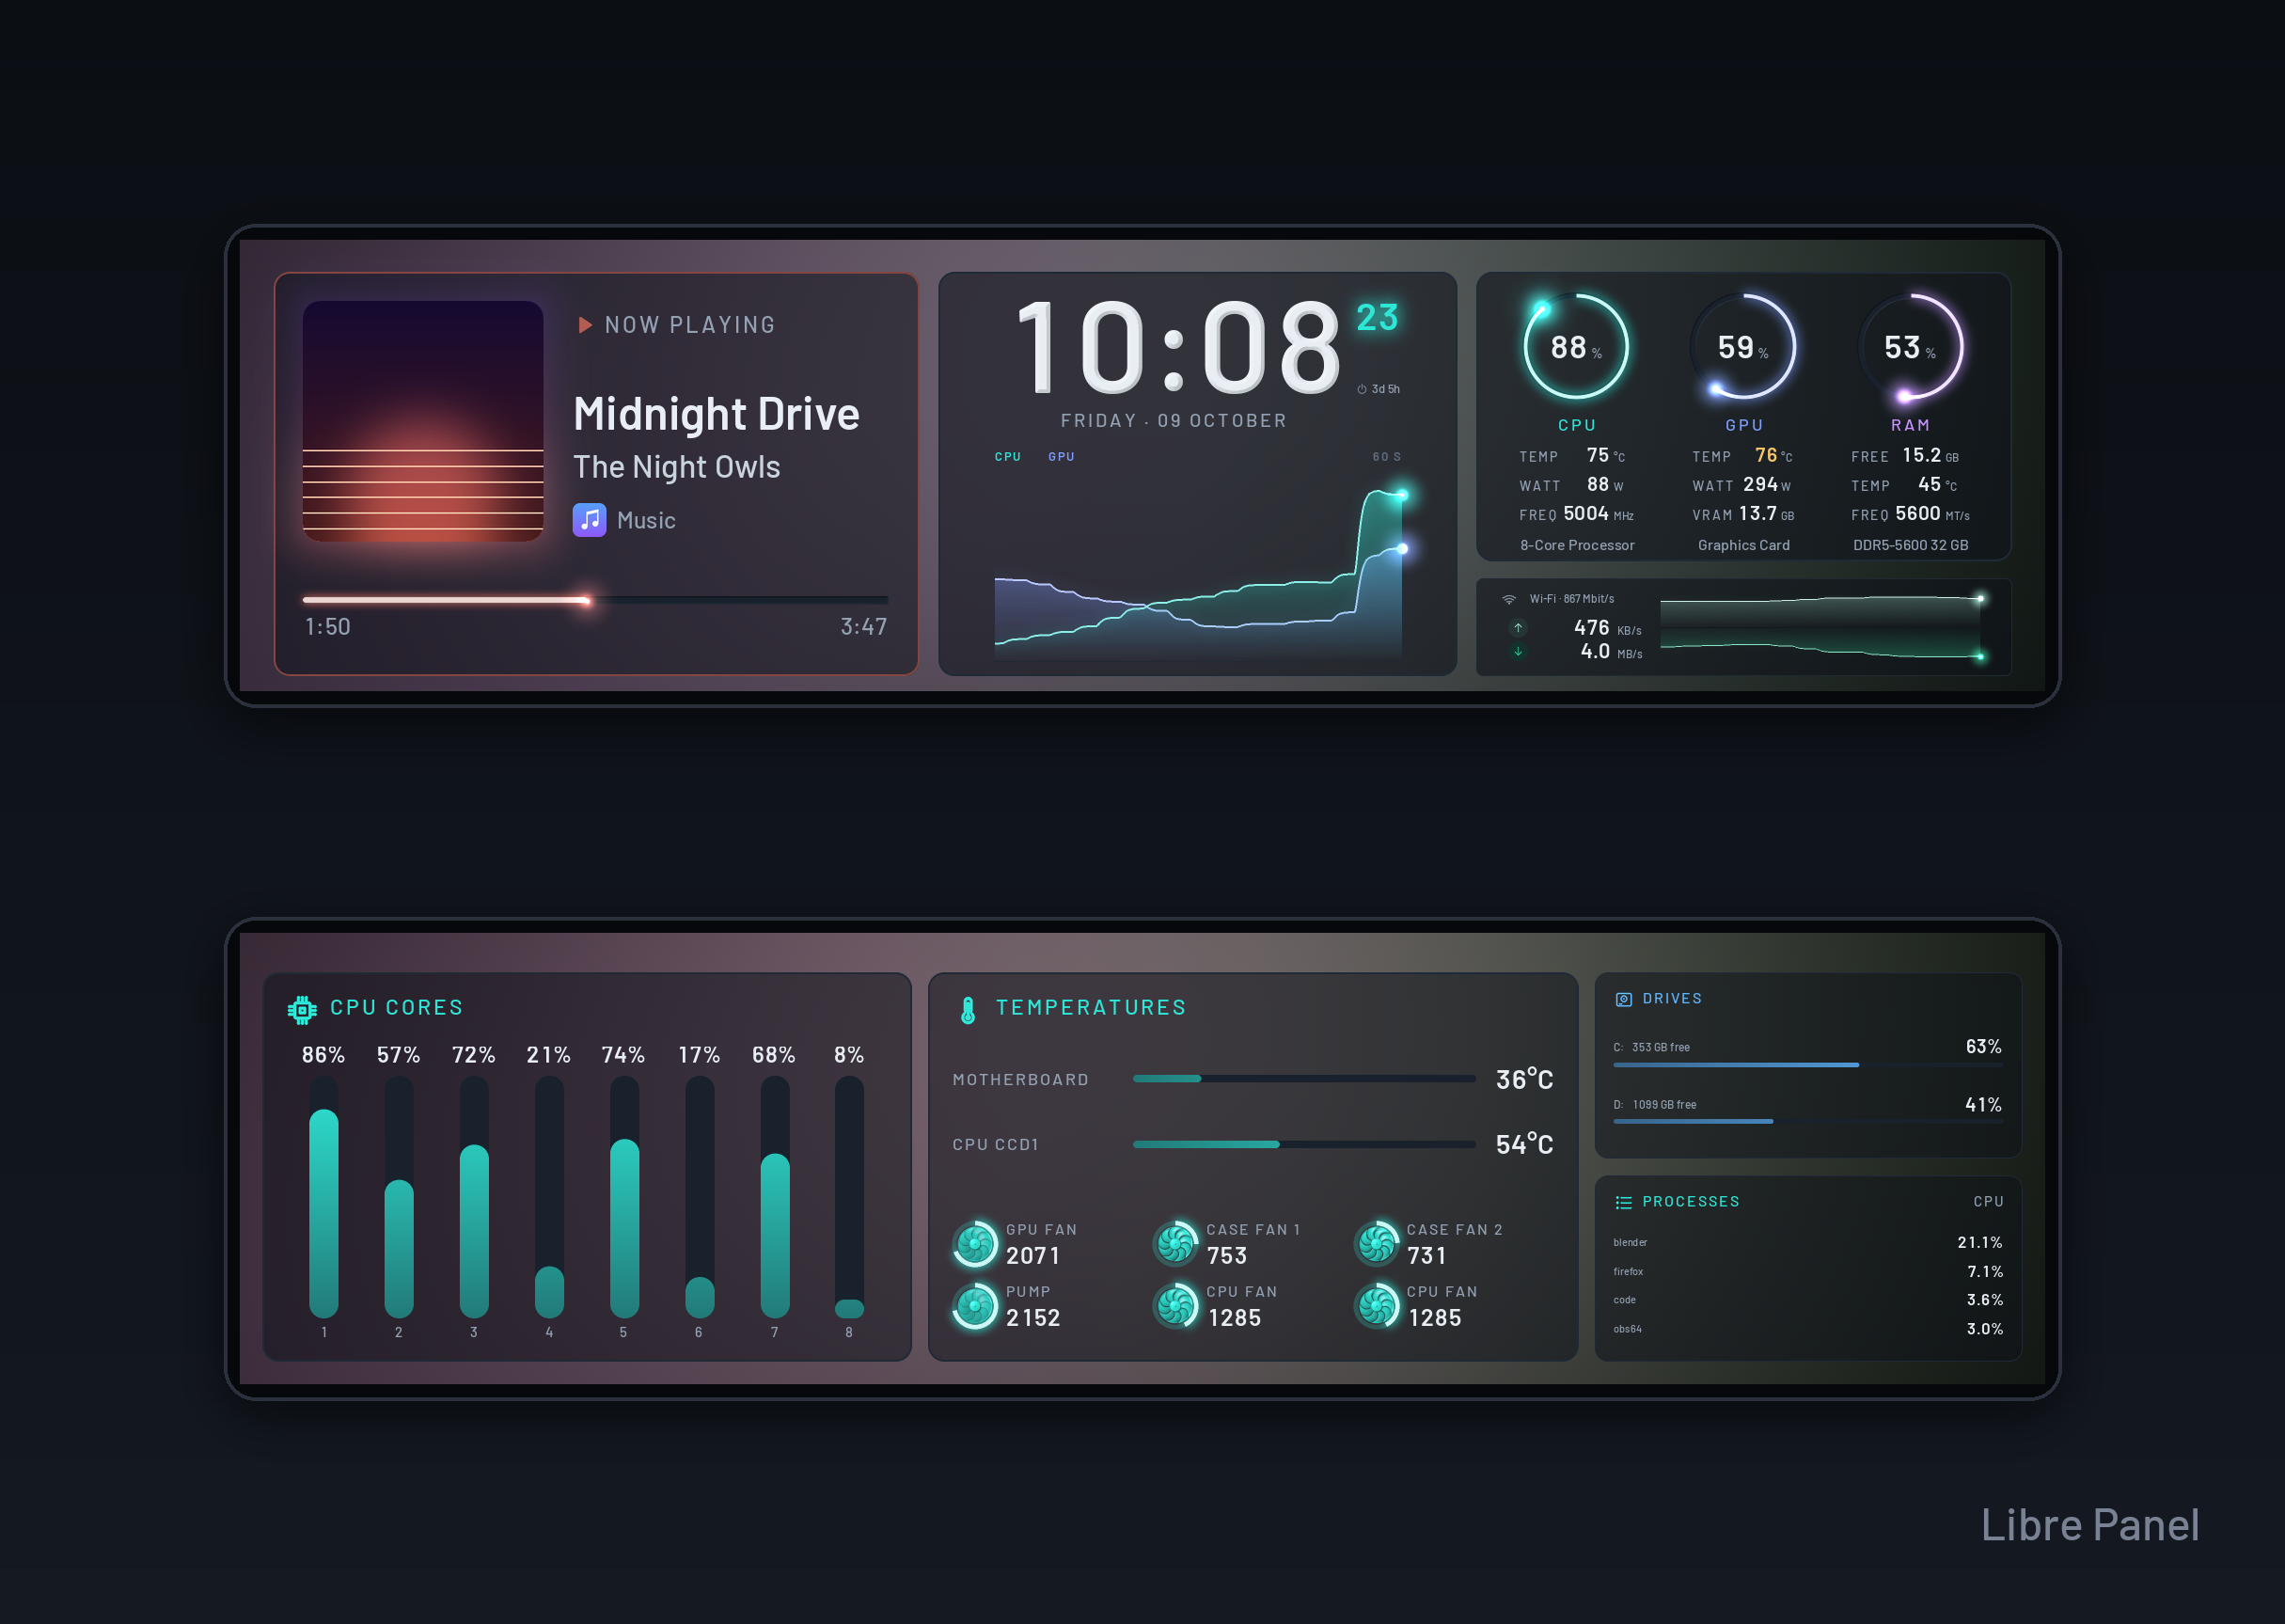 NOW PLAYING
Midnight Drive
The Night Owls
Music
1:50 3:47
10:08 23
3d 5h
FRIDAY · 09 OCTOBER
CPU GPU 60 S
88 % 59 % 53 %
CPU GPU RAM
TEMP 75 °C TEMP 76 °C FREE 15.2 GB
WATT 88 W WATT 294 W TEMP 45 °C
FREQ 5004 MHz VRAM 13.7 GB FREQ 5600 MT/s
8-Core Processor Graphics Card DDR5-5600 32 GB
Wi-Fi · 867 Mbit/s
↑ 476 KB/s
↓ 4.0 MB/s
CPU CORES
86% 57% 72% 21% 74% 17% 68% 8%
1 2 3 4 5 6 7 8
TEMPERATURES
MOTHERBOARD 36°C
CPU CCD1 54°C
GPU FAN CASE FAN 1 CASE FAN 2
2071 753 731
PUMP CPU FAN CPU FAN
2152 1285 1285
DRIVES
C: 353 GB free 63%
D: 1099 GB free 41%
PROCESSES CPU
blender 21.1%
firefox 7.1%
code 3.6%
obs64 3.0%
Libre Panel